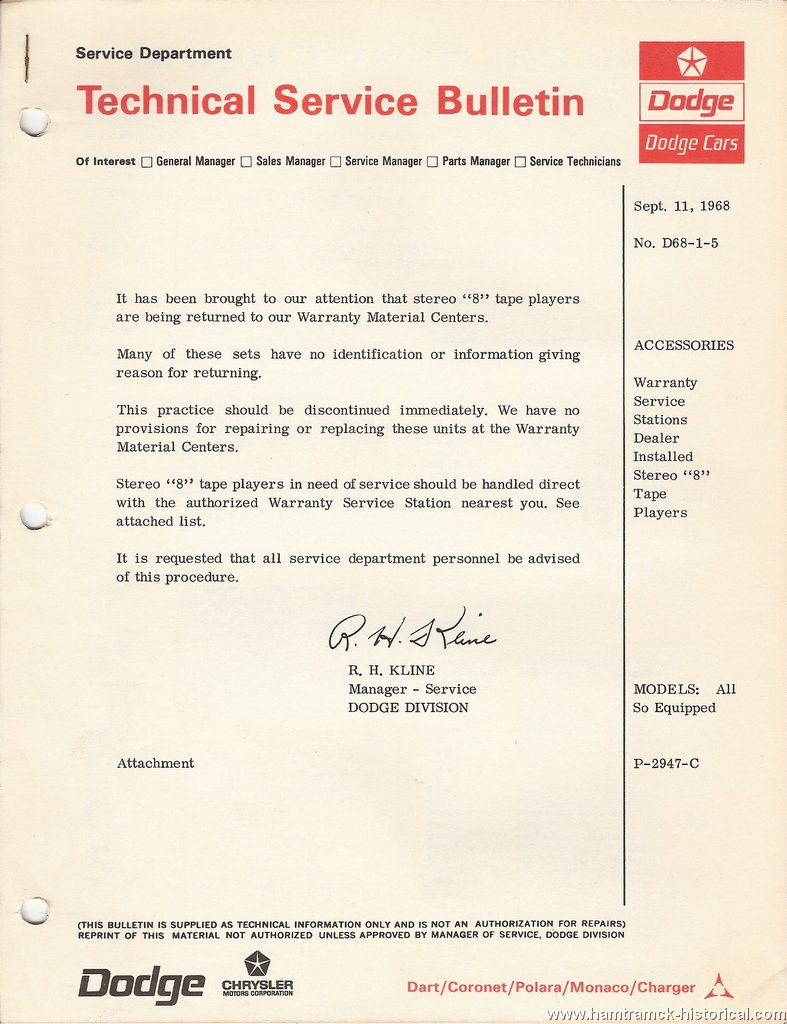 Service Department
Technical Service Bulletin
Dodge
Dodge Cars
Of Interest □ General Manager □ Sales Manager □ Service Manager □ Parts Manager □ Service Technicians
Sept. 11, 1968
No. D68-1-5
It has been brought to our attention that stereo “8” tape players
are being returned to our Warranty Material Centers.
Many of these sets have no identification or information giving
reason for returning.
This practice should be discontinued immediately. We have no
provisions for repairing or replacing these units at the Warranty
Material Centers.
Stereo “8” tape players in need of service should be handled direct
with the authorized Warranty Service Station nearest you. See
attached list.
It is requested that all service department personnel be advised
of this procedure.
R. H. Kline
R. H. KLINE
Manager - Service
DODGE DIVISION
Attachment
ACCESSORIES
Warranty
Service
Stations
Dealer
Installed
Stereo “8”
Tape
Players
MODELS: All
So Equipped
P-2947-C
(THIS BULLETIN IS SUPPLIED AS TECHNICAL INFORMATION ONLY AND IS NOT AN AUTHORIZATION FOR REPAIRS)
REPRINT OF THIS MATERIAL NOT AUTHORIZED UNLESS APPROVED BY MANAGER OF SERVICE, DODGE DIVISION
Dodge
CHRYSLER
MOTORS CORPORATION
Dart/Coronet/Polara/Monaco/Charger
www.hamtramck-historical.com